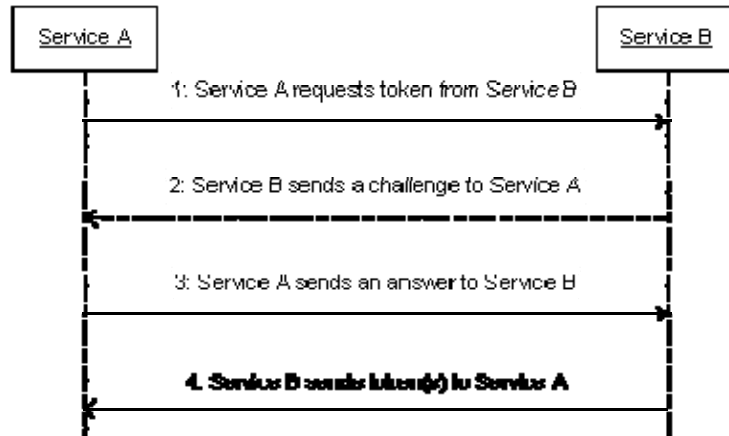 Service A
Service B
1: Service A requests token from Service B
2: Service B sends a challenge to Service A
3: Service A sends an answer to Service B
4. Service B sends token(s) to Service A